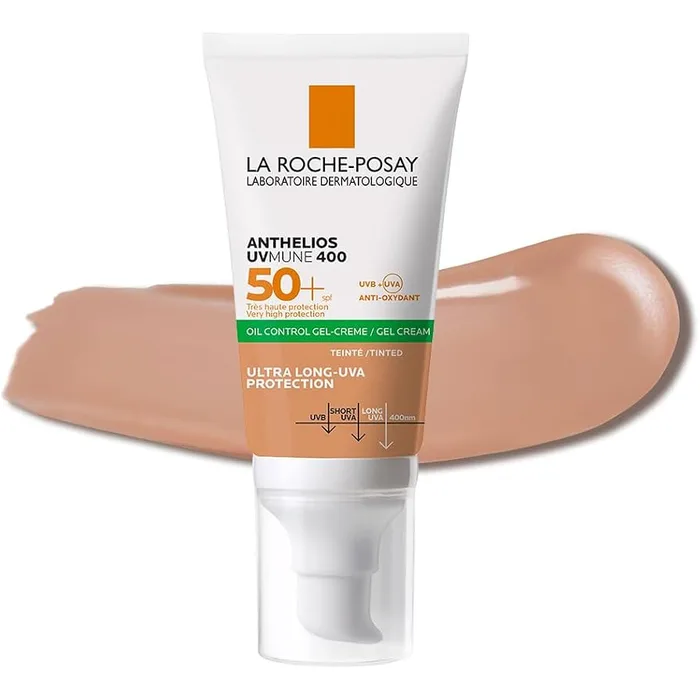 LA ROCHE-POSAY
LABORATOIRE DERMATOLOGIQUE
ANTHELIOS
UVMUNE 400
50+ spf
Très haute protection
Very high protection
UVB + UVA
ANTI-OXYDANT
OIL CONTROL GEL-CREME / GEL CREAM
TEINTÉ /TINTED
ULTRA LONG-UVA
PROTECTION
UVB
SHORT
UVA
LONG
UVA
400nm